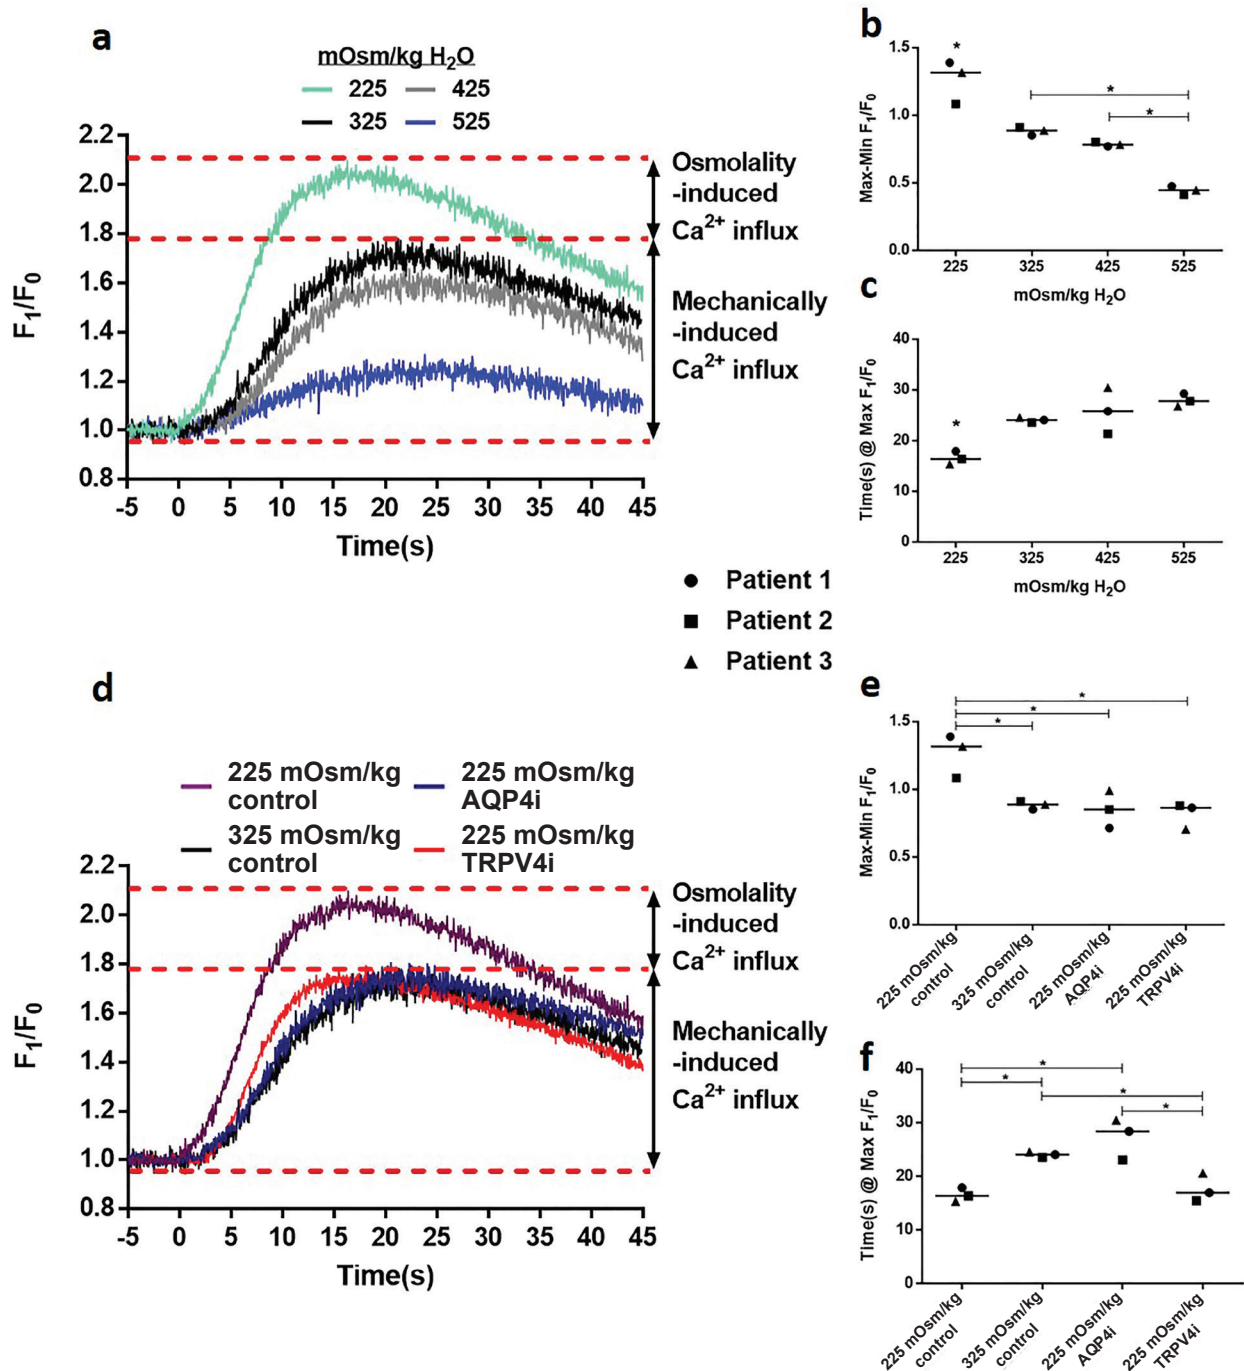 a
mOsm/kg H₂O
225 425
325 525
2.2
2.0
1.8
1.6
1.4
1.2
1.0
0.8
F₁/F₀
-5 0 5 10 15 20 25 30 35 40 45
Time(s)
Osmolality
-induced
Ca²⁺ influx
Mechanically
-induced
Ca²⁺ influx
b
*
*
*
1.5
1.0
0.5
0.0
Max-Min F₁/F₀
225 325 425 525
mOsm/kg H₂O
c
*
40
30
20
10
0
Time(s) @ Max F₁/F₀
225 325 425 525
mOsm/kg H₂O
Patient 1
Patient 2
Patient 3
d
225 mOsm/kg
control
225 mOsm/kg
AQP4i
325 mOsm/kg
control
225 mOsm/kg
TRPV4i
2.2
2.0
1.8
1.6
1.4
1.2
1.0
0.8
F₁/F₀
-5 0 5 10 15 20 25 30 35 40 45
Time(s)
Osmolality
-induced
Ca²⁺ influx
Mechanically
-induced
Ca²⁺ influx
e
*
*
*
1.5
1.0
0.5
0.0
Max-Min F₁/F₀
225 mOsm/kg
control
325 mOsm/kg
control
225 mOsm/kg
AQP4i
225 mOsm/kg
TRPV4i
f
*
*
*
*
40
30
20
10
0
Time(s) @ Max F₁/F₀
225 mOsm/kg
control
325 mOsm/kg
control
225 mOsm/kg
AQP4i
225 mOsm/kg
TRPV4i